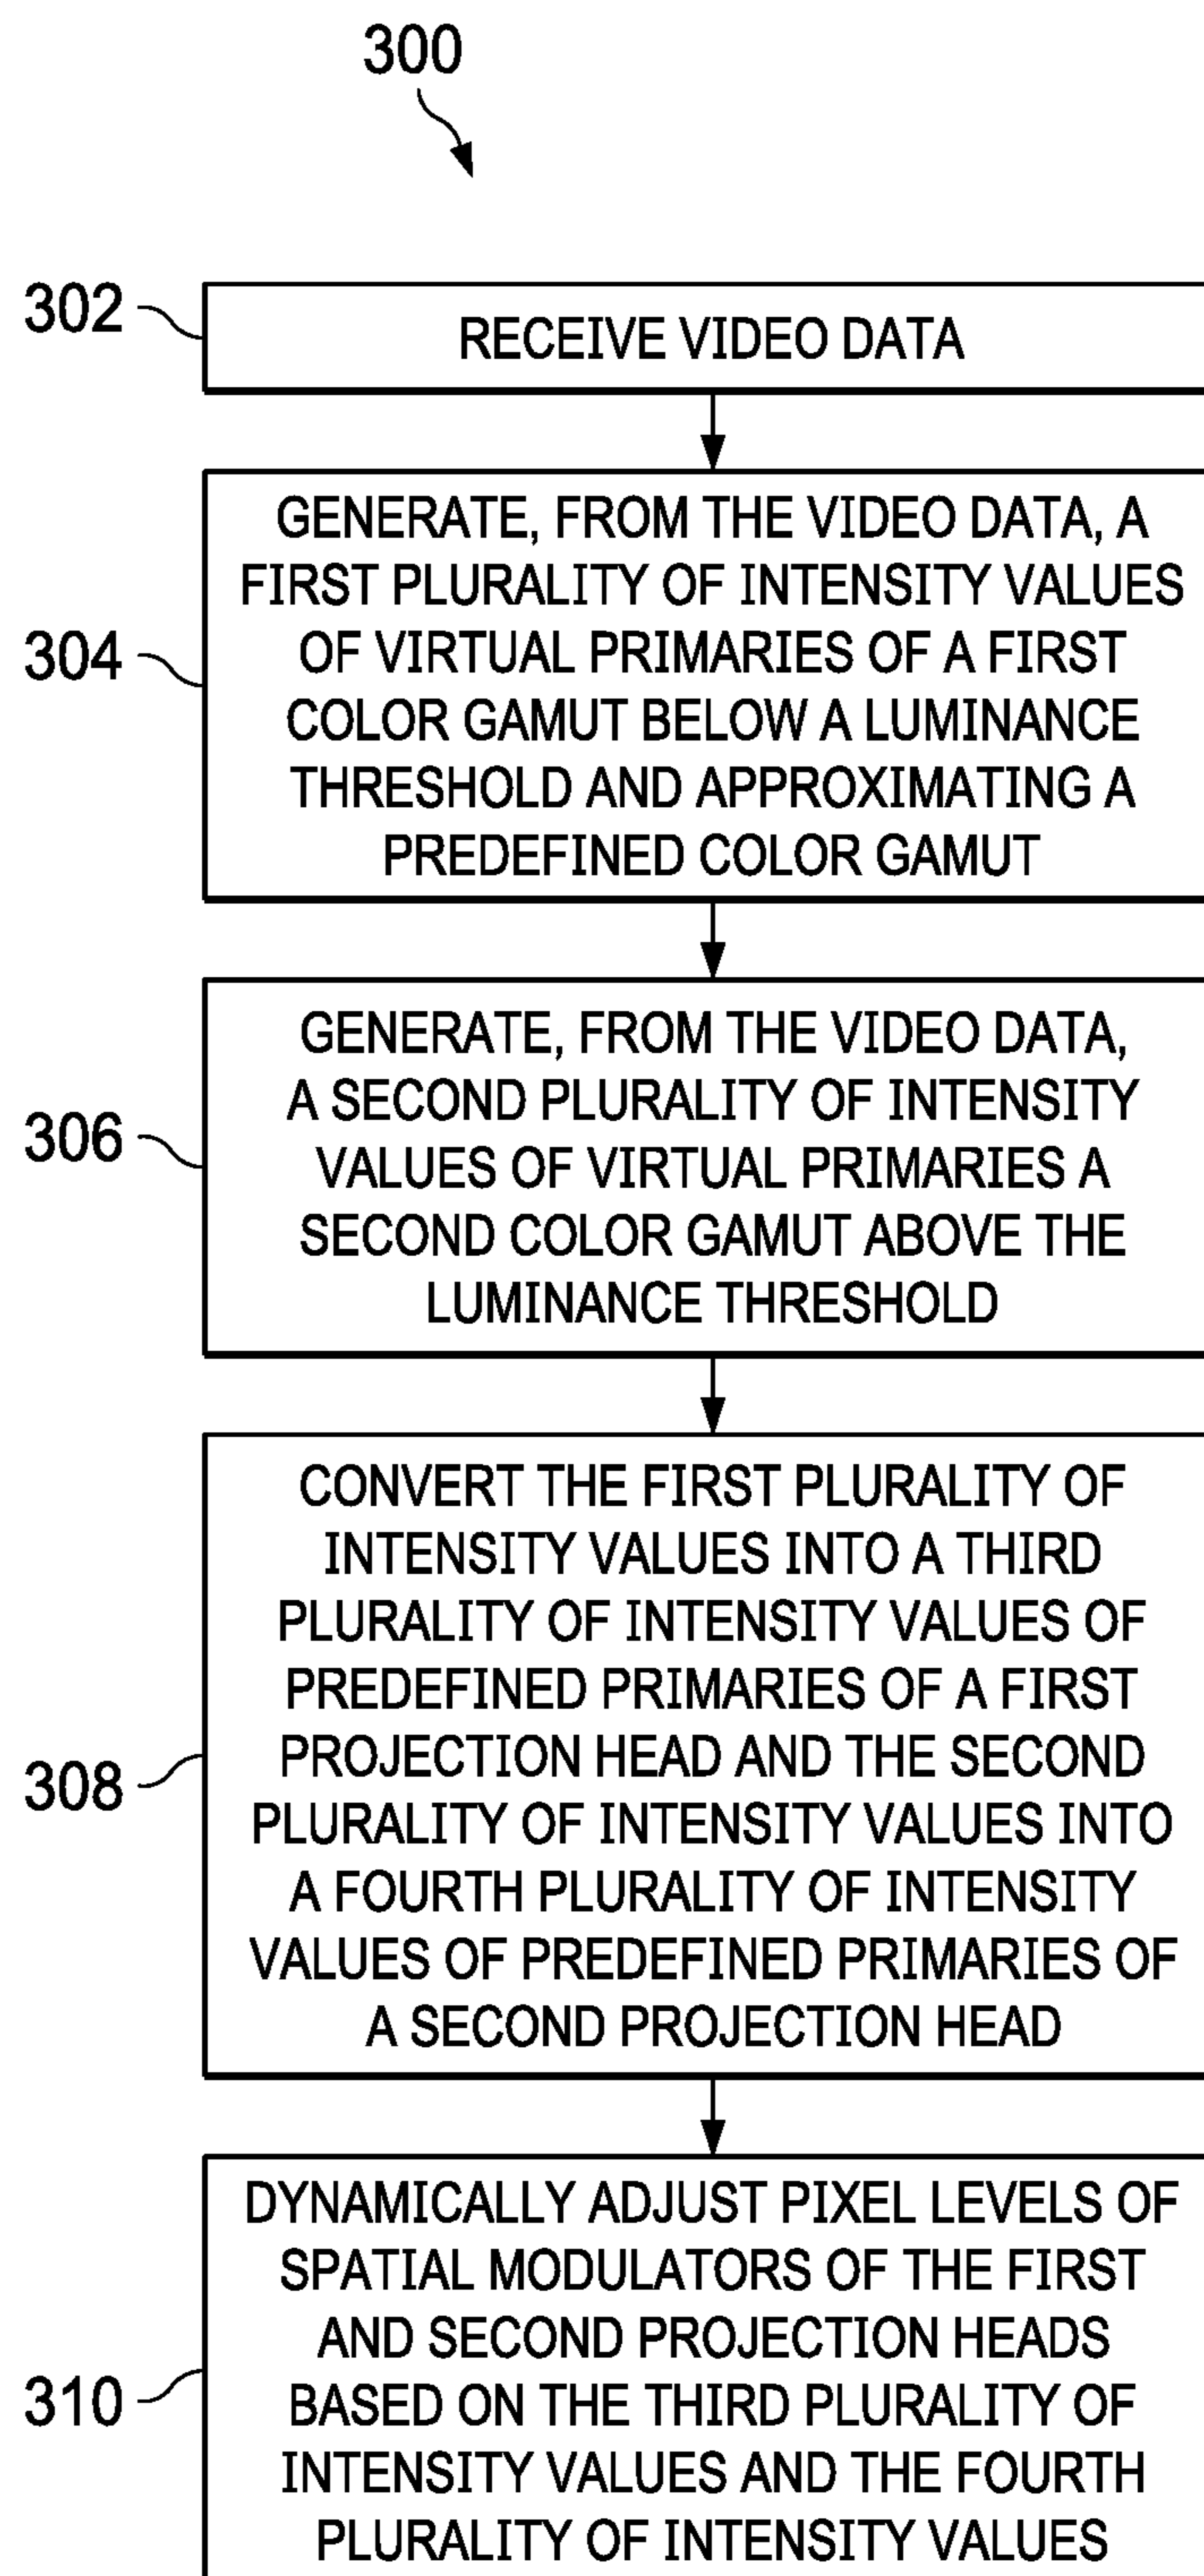 300
302
RECEIVE VIDEO DATA
304
GENERATE, FROM THE VIDEO DATA, A
FIRST PLURALITY OF INTENSITY VALUES
OF VIRTUAL PRIMARIES OF A FIRST
COLOR GAMUT BELOW A LUMINANCE
THRESHOLD AND APPROXIMATING A
PREDEFINED COLOR GAMUT
306
GENERATE, FROM THE VIDEO DATA,
A SECOND PLURALITY OF INTENSITY
VALUES OF VIRTUAL PRIMARIES A
SECOND COLOR GAMUT ABOVE THE
LUMINANCE THRESHOLD
308
CONVERT THE FIRST PLURALITY OF
INTENSITY VALUES INTO A THIRD
PLURALITY OF INTENSITY VALUES OF
PREDEFINED PRIMARIES OF A FIRST
PROJECTION HEAD AND THE SECOND
PLURALITY OF INTENSITY VALUES INTO
A FOURTH PLURALITY OF INTENSITY
VALUES OF PREDEFINED PRIMARIES OF
A SECOND PROJECTION HEAD
310
DYNAMICALLY ADJUST PIXEL LEVELS OF
SPATIAL MODULATORS OF THE FIRST
AND SECOND PROJECTION HEADS
BASED ON THE THIRD PLURALITY OF
INTENSITY VALUES AND THE FOURTH
PLURALITY OF INTENSITY VALUES